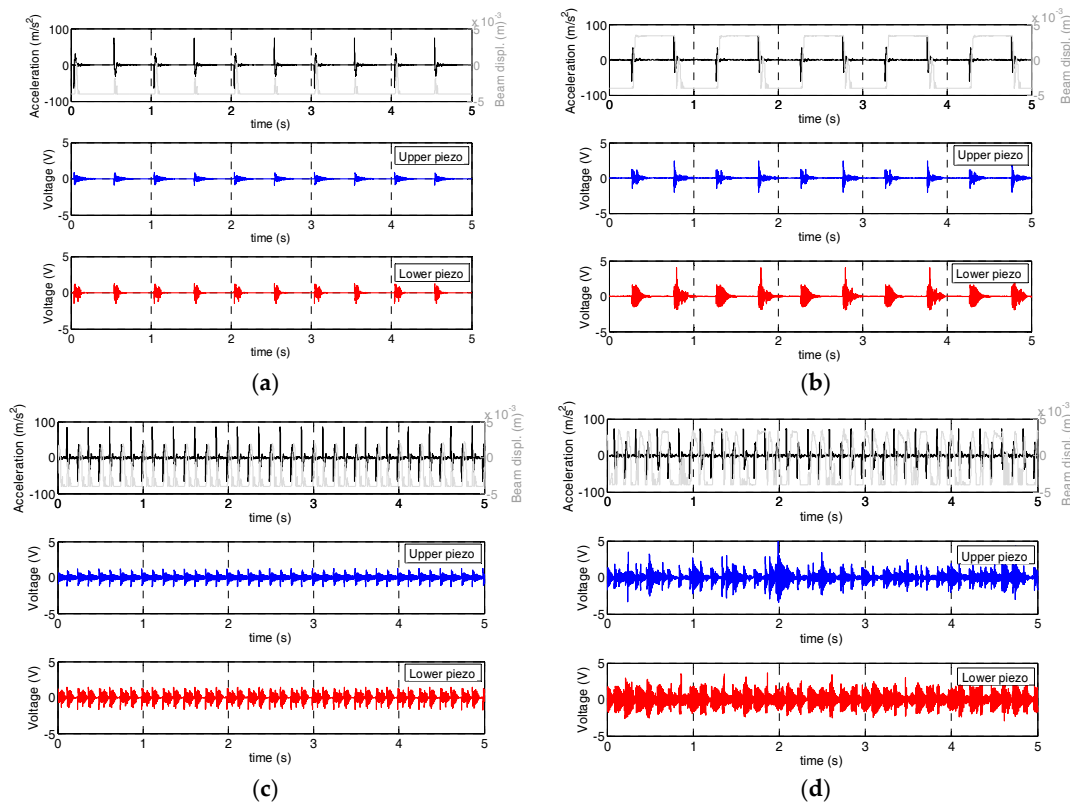 x 10^-3
100
0
-100
Acceleration (m/s²)
5
0
-5
Beam displ. (m)
0 1 2 3 4 5
time (s)
5
0
-5
Voltage (V)
Upper piezo
0 1 2 3 4 5
time (s)
5
0
-5
Voltage (V)
Lower piezo
0 1 2 3 4 5
time (s)
(a)
x 10^-3
100
0
-100
Acceleration (m/s²)
5
0
-5
Beam displ. (m)
0 1 2 3 4 5
time (s)
5
0
-5
Voltage (V)
Upper piezo
0 1 2 3 4 5
time (s)
5
0
-5
Voltage (V)
Lower piezo
0 1 2 3 4 5
time (s)
(b)
x 10^-3
100
0
-100
Acceleration (m/s²)
5
0
-5
Beam displ. (m)
0 1 2 3 4 5
time (s)
5
0
-5
Voltage (V)
Upper piezo
0 1 2 3 4 5
time (s)
5
0
-5
Voltage (V)
Lower piezo
0 1 2 3 4 5
time (s)
(c)
x 10^-3
100
0
-100
Acceleration (m/s²)
5
0
-5
Beam displ. (m)
0 1 2 3 4 5
time (s)
5
0
-5
Voltage (V)
Upper piezo
0 1 2 3 4 5
time (s)
5
0
-5
Voltage (V)
Lower piezo
0 1 2 3 4 5
time (s)
(d)